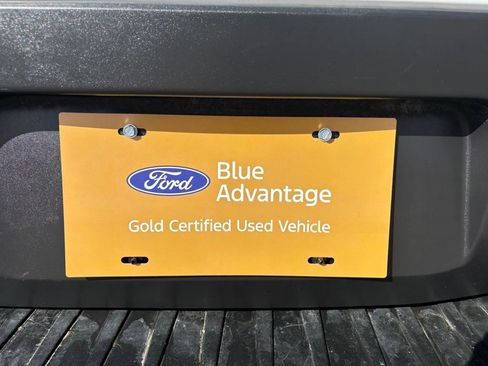 Ford
Blue
Advantage
Gold Certified Used Vehicle